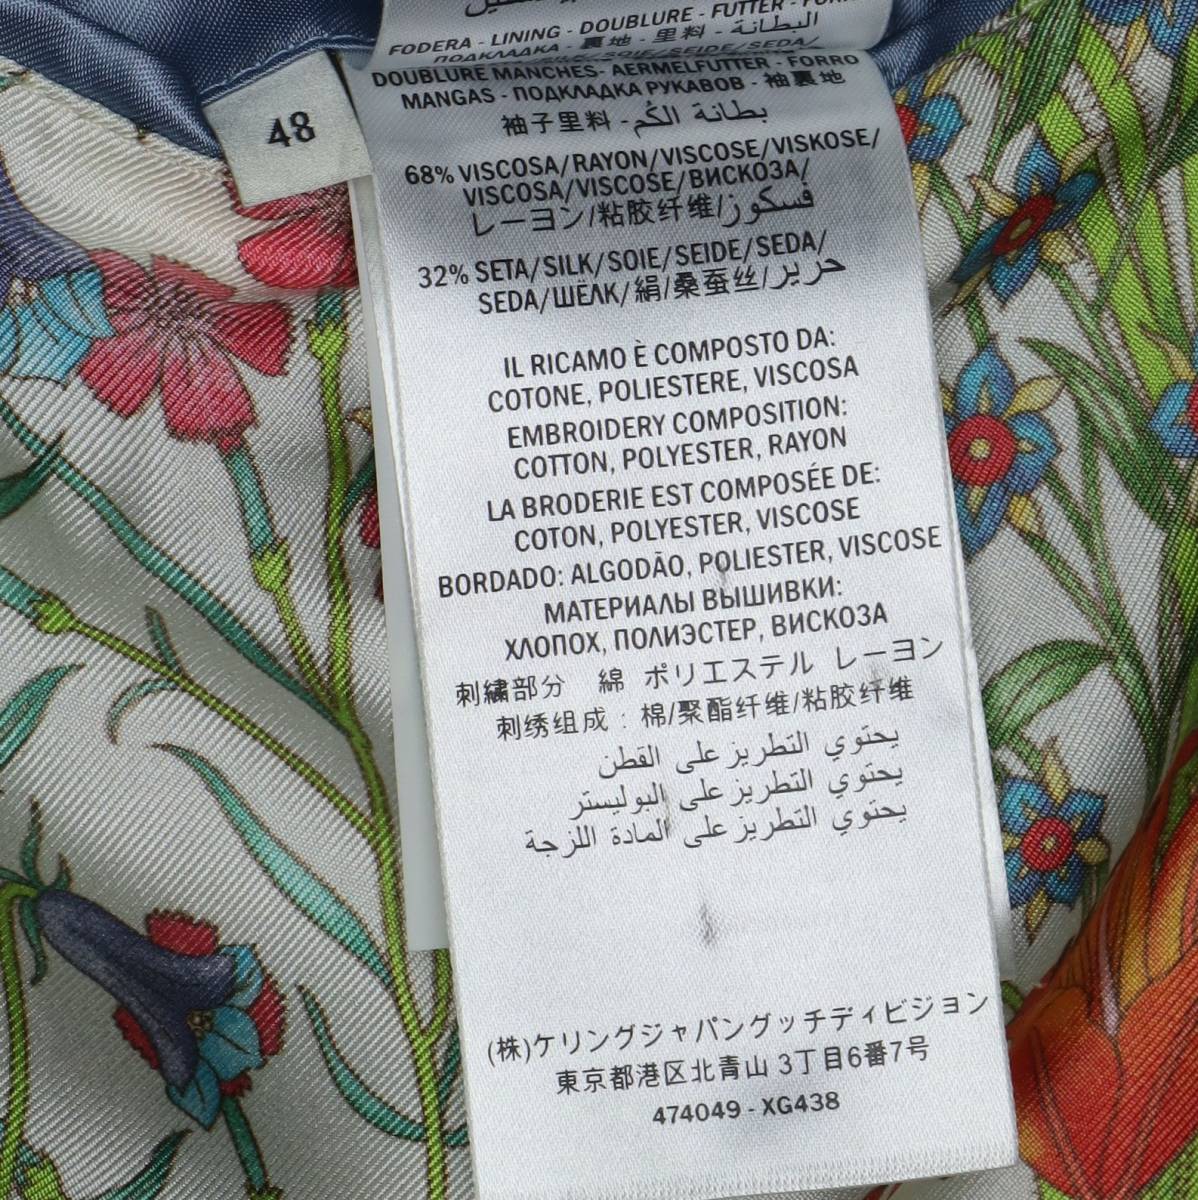 FODERA - LINING - DOUBLURE - FUTTER -
ПОДКЛАДКА - 裏地 - 里料 - البطانة
DOUBLURE MANCHES- AERMELFUTTER - FORRO
MANGAS - ПОДКЛАДКА РУКАВОВ - 袖裏地
袖子里料 - بطانة الكُم
68% VISCOSA/RAYON/VISCOSE/VISKOSE/
VISCOSA/VISCOSE/ВИСКОЗА/
レーヨン/粘胶纤维/فسكوز
32% SETA/SILK/SOIE/SEIDE/SEDA/
SEDA/ШЁЛК/絹/桑蚕丝/حرير
48
IL RICAMO È COMPOSTO DA:
COTONE, POLIESTERE, VISCOSA
EMBROIDERY COMPOSITION:
COTTON, POLYESTER, RAYON
LA BRODERIE EST COMPOSÉE DE:
COTON, POLYESTER, VISCOSE
BORDADO: ALGODÃO, POLIESTER, VISCOSE
МАТЕРИАЛЫ ВЫШИВКИ:
ХЛОПОХ, ПОЛИЭСТЕР, ВИСКОЗА
刺繍部分 綿 ポリエステル レーヨン
刺绣组成 : 棉/聚酯纤维/粘胶纤维
يحتوي التطريز على القطن
يحتوي التطريز على البوليستر
يحتوي التطريز على المادة اللزجة
(株)ケリングジャパングッチディビジョン
東京都港区北青山 3丁目6番7号
474049 - XG438